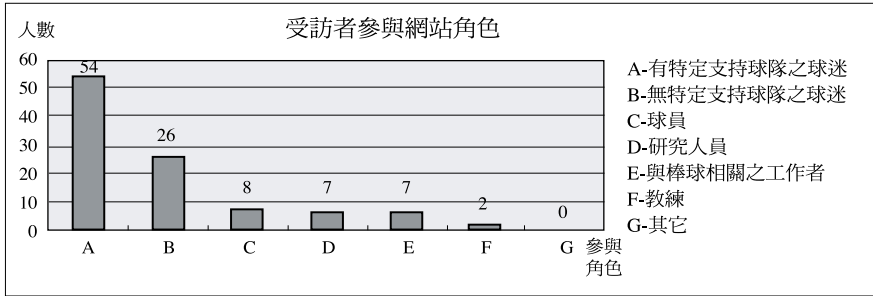 受訪者參與網站角色
人數
60
50
40
30
20
10
0
54
26
8
7
7
2
0
A
B
C
D
E
F
G
參與
角色
A-有特定支持球隊之球迷
B-無特定支持球隊之球迷
C-球員
D-研究人員
E-與棒球相關之工作者
F-教練
G-其它